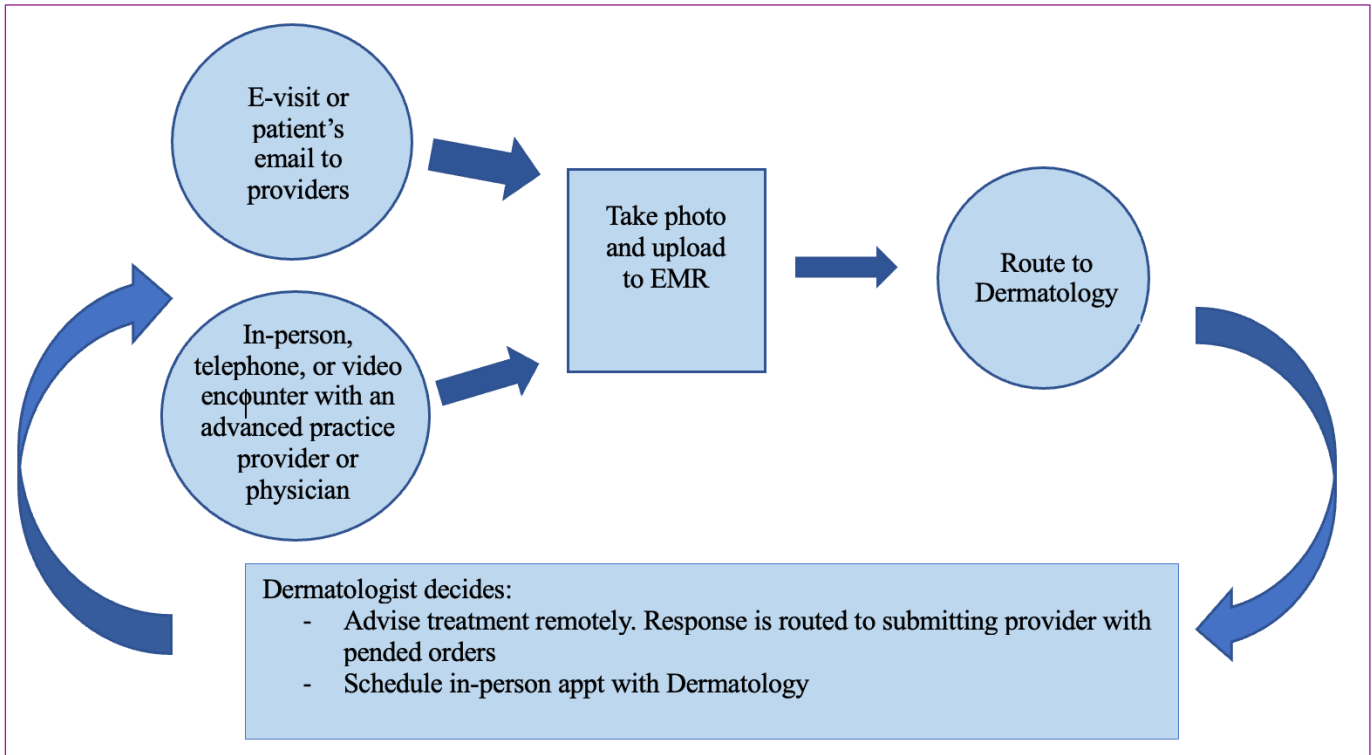 E-visit or
patient’s
email to
providers
Take photo
and upload
to EMR
Route to
Dermatology
In-person,
telephone, or video
encounter with an
advanced practice
provider or
physician
Dermatologist decides:
- Advise treatment remotely. Response is routed to submitting provider with
pended orders
- Schedule in-person appt with Dermatology